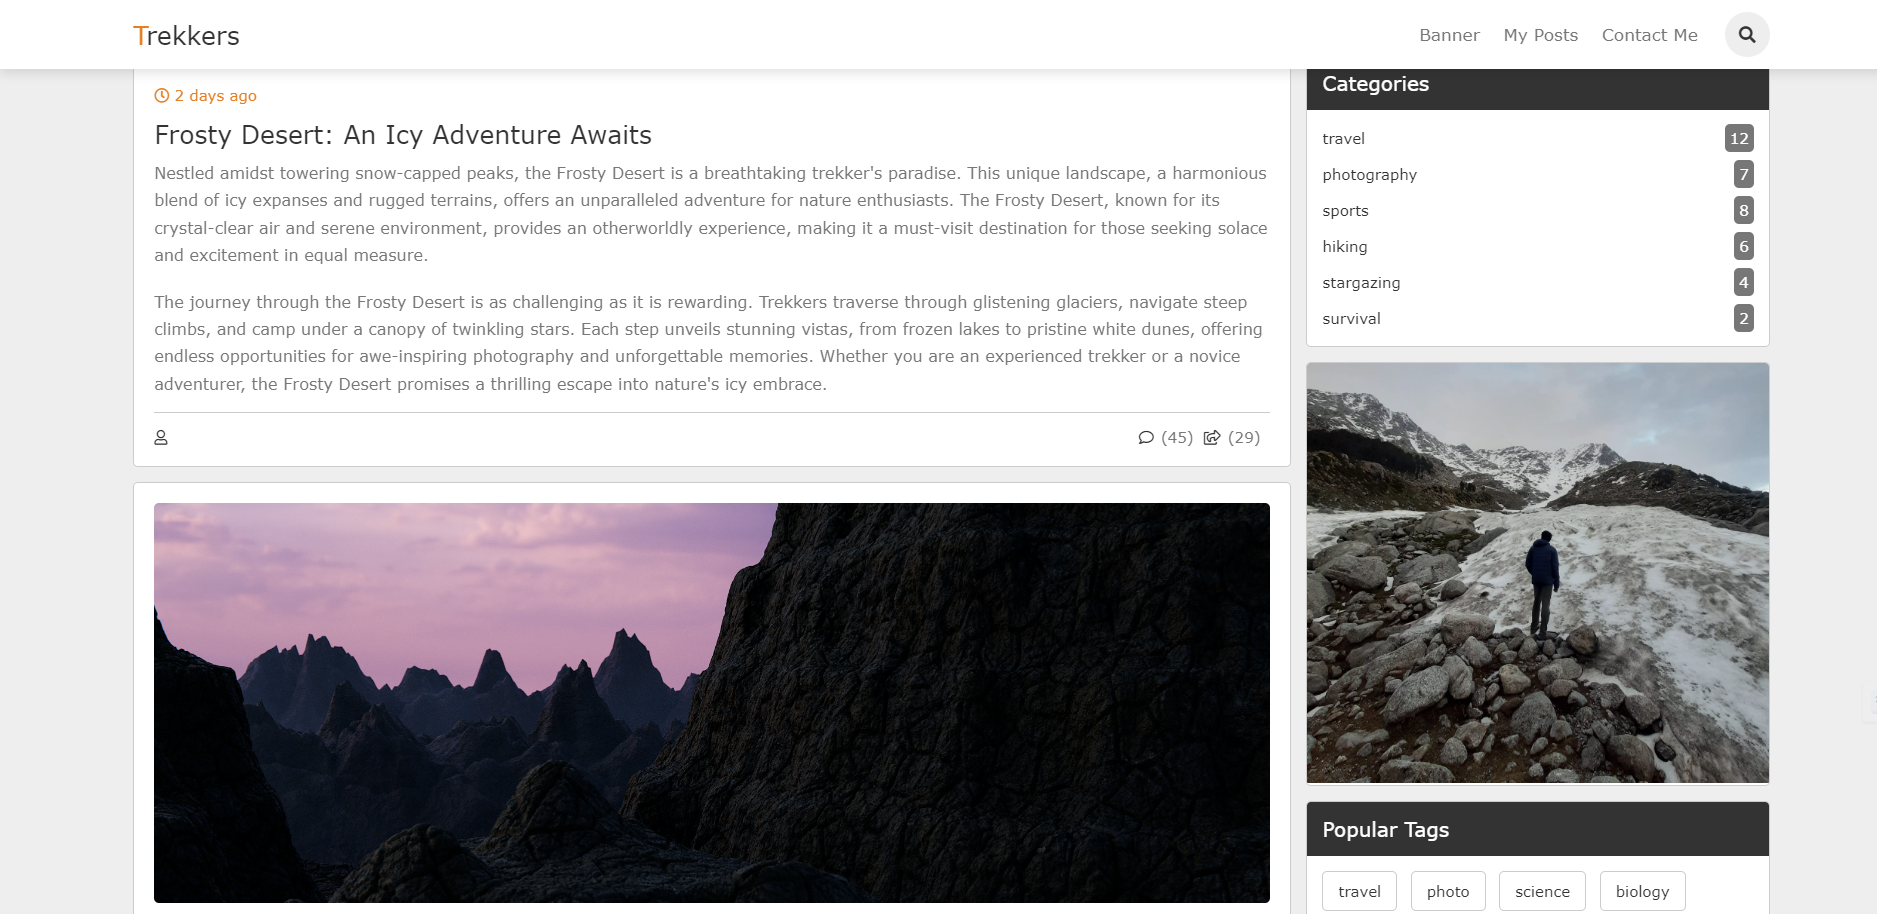 Trekkers
Banner My Posts Contact Me
2 days ago
Frosty Desert: An Icy Adventure Awaits
Nestled amidst towering snow-capped peaks, the Frosty Desert is a breathtaking trekker's paradise. This unique landscape, a harmonious
blend of icy expanses and rugged terrains, offers an unparalleled adventure for nature enthusiasts. The Frosty Desert, known for its
crystal-clear air and serene environment, provides an otherworldly experience, making it a must-visit destination for those seeking solace
and excitement in equal measure.
The journey through the Frosty Desert is as challenging as it is rewarding. Trekkers traverse through glistening glaciers, navigate steep
climbs, and camp under a canopy of twinkling stars. Each step unveils stunning vistas, from frozen lakes to pristine white dunes, offering
endless opportunities for awe-inspiring photography and unforgettable memories. Whether you are an experienced trekker or a novice
adventurer, the Frosty Desert promises a thrilling escape into nature's icy embrace.
(45) (29)
Categories
travel 12
photography 7
sports 8
hiking 6
stargazing 4
survival 2
Popular Tags
travel photo science biology